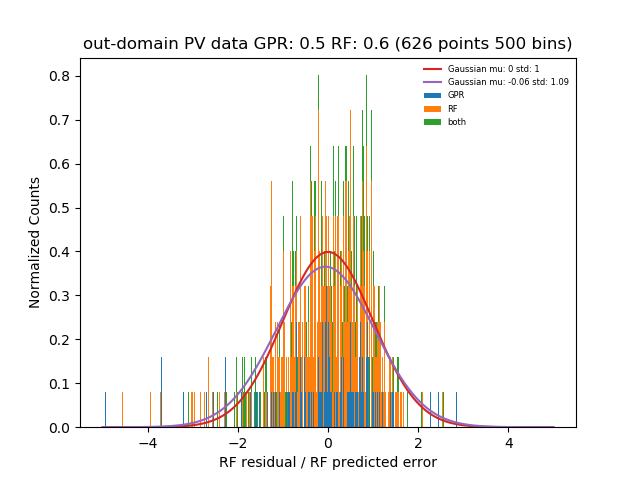 out-domain PV data GPR: 0.5 RF: 0.6 (626 points 500 bins)
Gaussian mu: 0 std: 1
Gaussian mu: -0.06 std: 1.09
GPR
RF
both
Normalized Counts
0.8
0.7
0.6
0.5
0.4
0.3
0.2
0.1
0.0
−4 −2 0 2 4
RF residual / RF predicted error